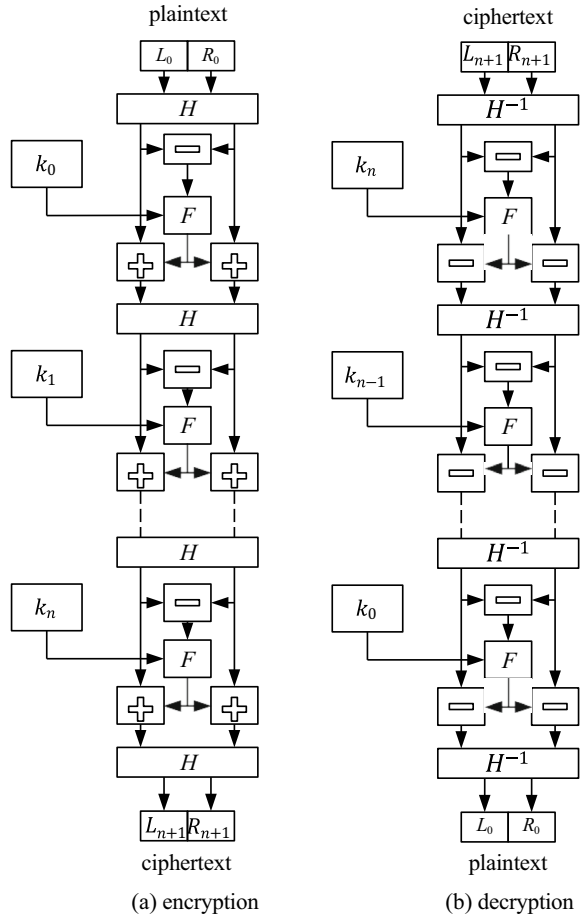 plaintext
L₀ R₀
H
k₀
F
H
k₁
F
H
kₙ
F
H
Lₙ₊₁ Rₙ₊₁
ciphertext
(a) encryption
ciphertext
Lₙ₊₁ Rₙ₊₁
H⁻¹
kₙ
F
H⁻¹
kₙ₋₁
F
H⁻¹
k₀
F
H⁻¹
L₀ R₀
plaintext
(b) decryption